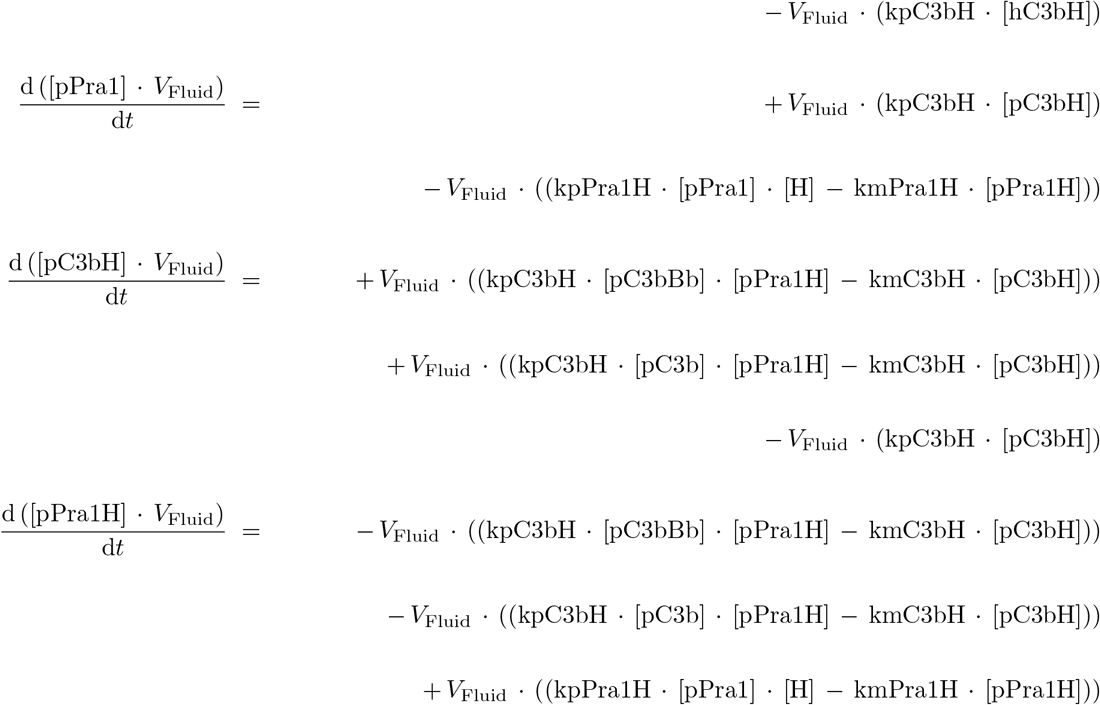 − V_Fluid · (kpC3bH · [hC3bH])
d ([pPra1] · V_Fluid) / dt = + V_Fluid · (kpC3bH · [pC3bH])
− V_Fluid · ((kpPra1H · [pPra1] · [H] − kmPra1H · [pPra1H]))
d ([pC3bH] · V_Fluid) / dt = + V_Fluid · ((kpC3bH · [pC3bBb] · [pPra1H] − kmC3bH · [pC3bH]))
+ V_Fluid · ((kpC3bH · [pC3b] · [pPra1H] − kmC3bH · [pC3bH]))
− V_Fluid · (kpC3bH · [pC3bH])
d ([pPra1H] · V_Fluid) / dt = − V_Fluid · ((kpC3bH · [pC3bBb] · [pPra1H] − kmC3bH · [pC3bH]))
− V_Fluid · ((kpC3bH · [pC3b] · [pPra1H] − kmC3bH · [pC3bH]))
+ V_Fluid · ((kpPra1H · [pPra1] · [H] − kmPra1H · [pPra1H]))